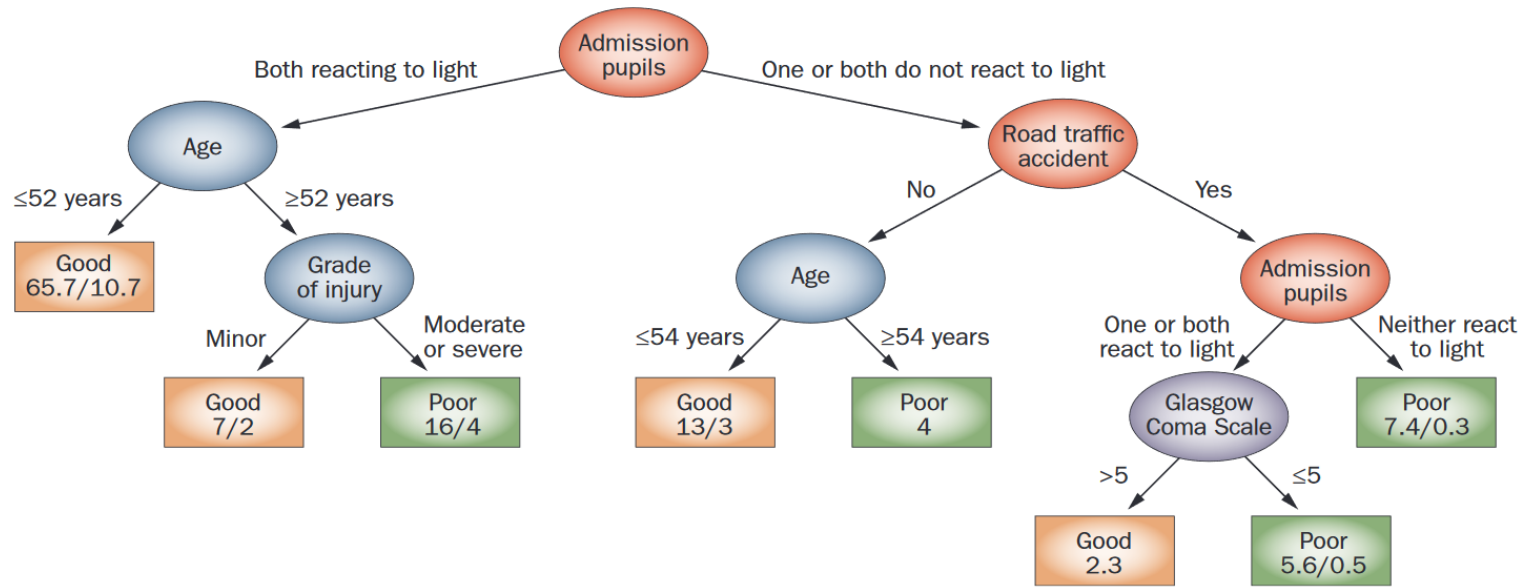 Admission
pupils
Both reacting to light
One or both do not react to light
Age
Road traffic
accident
≤52 years
≥52 years
No
Yes
Good
65.7/10.7
Grade
of injury
Age
Admission
pupils
Minor
Moderate
or severe
≤54 years
≥54 years
One or both
react to light
Neither react
to light
Good
7/2
Poor
16/4
Good
13/3
Poor
4
Glasgow
Coma Scale
Poor
7.4/0.3
>5
≤5
Good
2.3
Poor
5.6/0.5